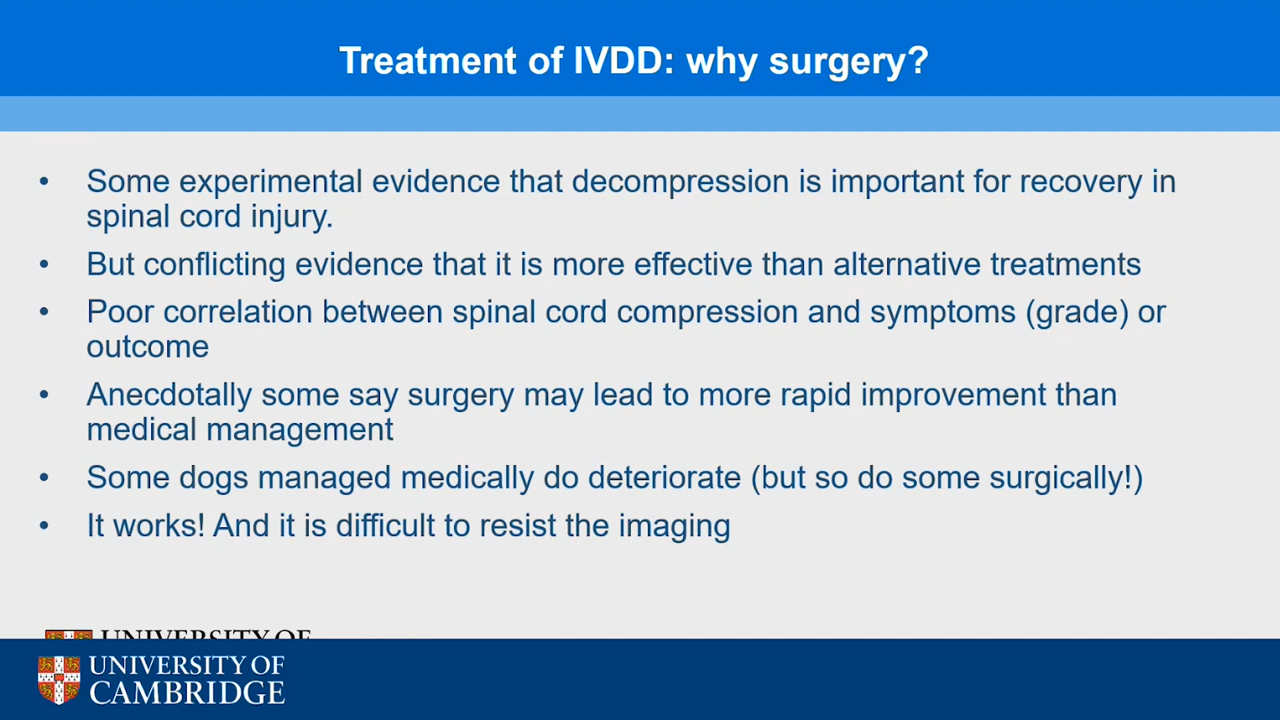 Treatment of IVDD: why surgery?
• Some experimental evidence that decompression is important for recovery in
spinal cord injury.
• But conflicting evidence that it is more effective than alternative treatments
• Poor correlation between spinal cord compression and symptoms (grade) or
outcome
• Anecdotally some say surgery may lead to more rapid improvement than
medical management
• Some dogs managed medically do deteriorate (but so do some surgically!)
• It works! And it is difficult to resist the imaging
UNIVERSITY OF
UNIVERSITY OF
CAMBRIDGE